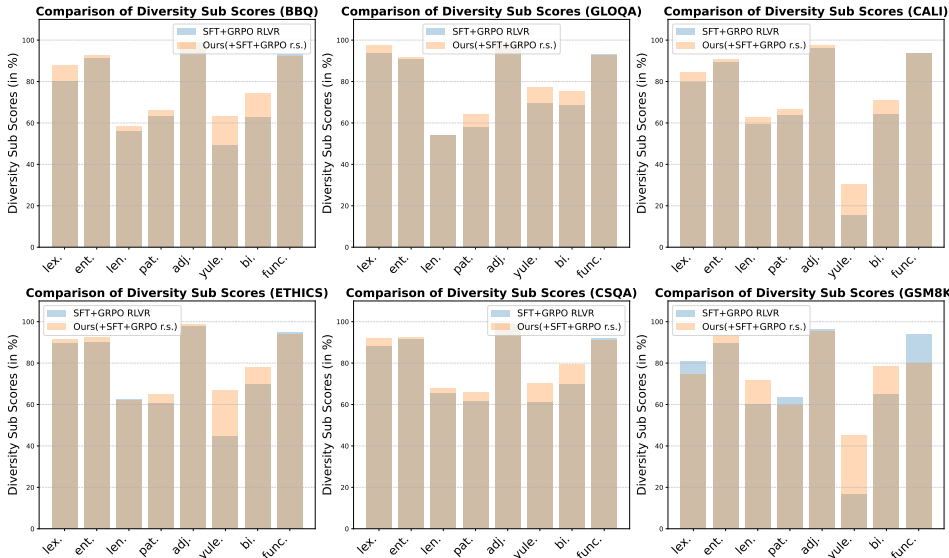 Comparison of Diversity Sub Scores (BBQ)
Diversity Sub Scores (in %)
100
80
60
40
20
0
SFT+GRPO RLVR
Ours(+SFT+GRPO r.s.)
lex.
ent.
len.
pat.
adj.
yule.
bi.
func.
Comparison of Diversity Sub Scores (GLOQA)
Diversity Sub Scores (in %)
100
80
60
40
20
0
SFT+GRPO RLVR
Ours(+SFT+GRPO r.s.)
lex.
ent.
len.
pat.
adj.
yule.
bi.
func.
Comparison of Diversity Sub Scores (CALI)
Diversity Sub Scores (in %)
100
80
60
40
20
0
SFT+GRPO RLVR
Ours(+SFT+GRPO r.s.)
lex.
ent.
len.
pat.
adj.
yule.
bi.
func.
Comparison of Diversity Sub Scores (ETHICS)
Diversity Sub Scores (in %)
100
80
60
40
20
0
SFT+GRPO RLVR
Ours(+SFT+GRPO r.s.)
lex.
ent.
len.
pat.
adj.
yule.
bi.
func.
Comparison of Diversity Sub Scores (CSQA)
Diversity Sub Scores (in %)
100
80
60
40
20
0
SFT+GRPO RLVR
Ours(+SFT+GRPO r.s.)
lex.
ent.
len.
pat.
adj.
yule.
bi.
func.
Comparison of Diversity Sub Scores (GSM8K
Diversity Sub Scores (in %)
100
80
60
40
20
0
SFT+GRPO RLVR
Ours(+SFT+GRPO r.s.)
lex.
ent.
len.
pat.
adj.
yule.
bi.
func.